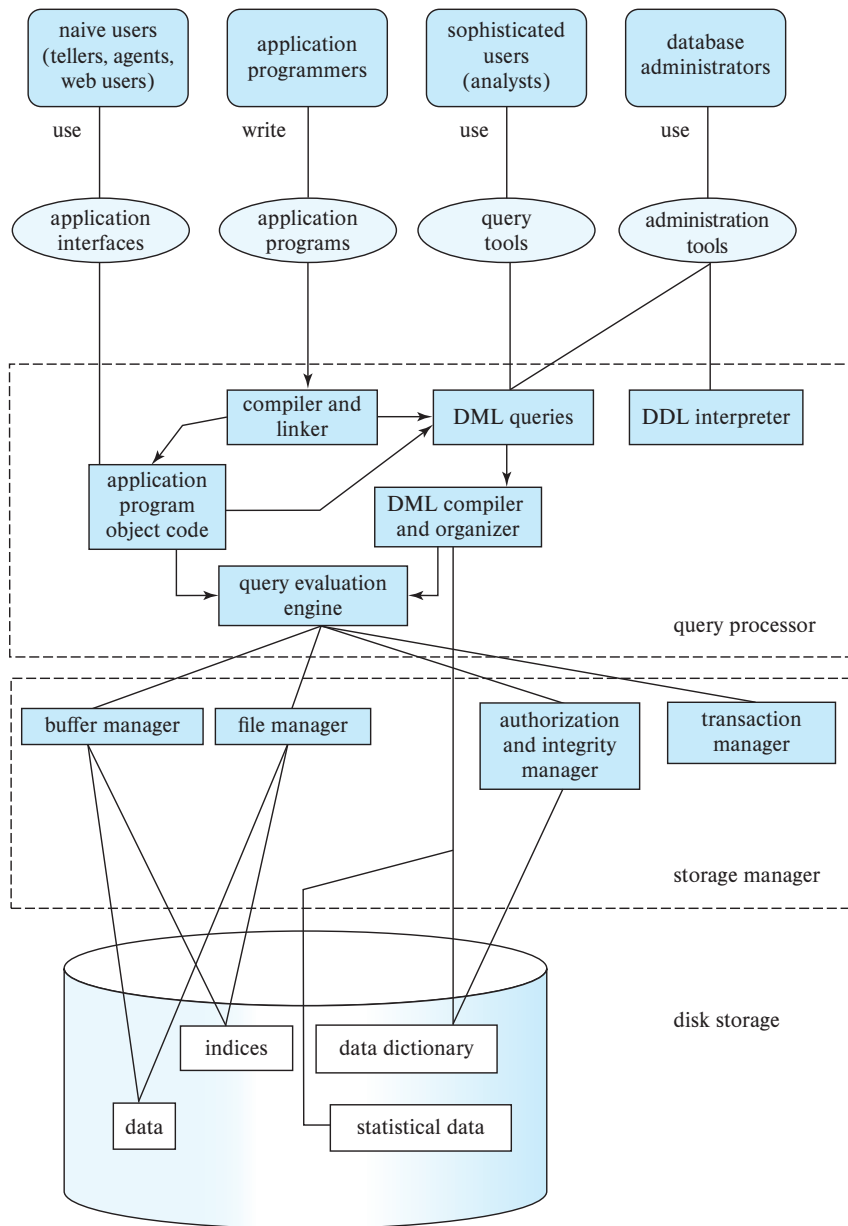 naive users
(tellers, agents,
web users)
application
programmers
sophisticated
users
(analysts)
database
administrators
use
write
use
use
application
interfaces
application
programs
query
tools
administration
tools
compiler and
linker
DML queries
DDL interpreter
application
program
object code
DML compiler
and organizer
query evaluation
engine
query processor
buffer manager
file manager
authorization
and integrity
manager
transaction
manager
storage manager
disk storage
indices
data dictionary
data
statistical data